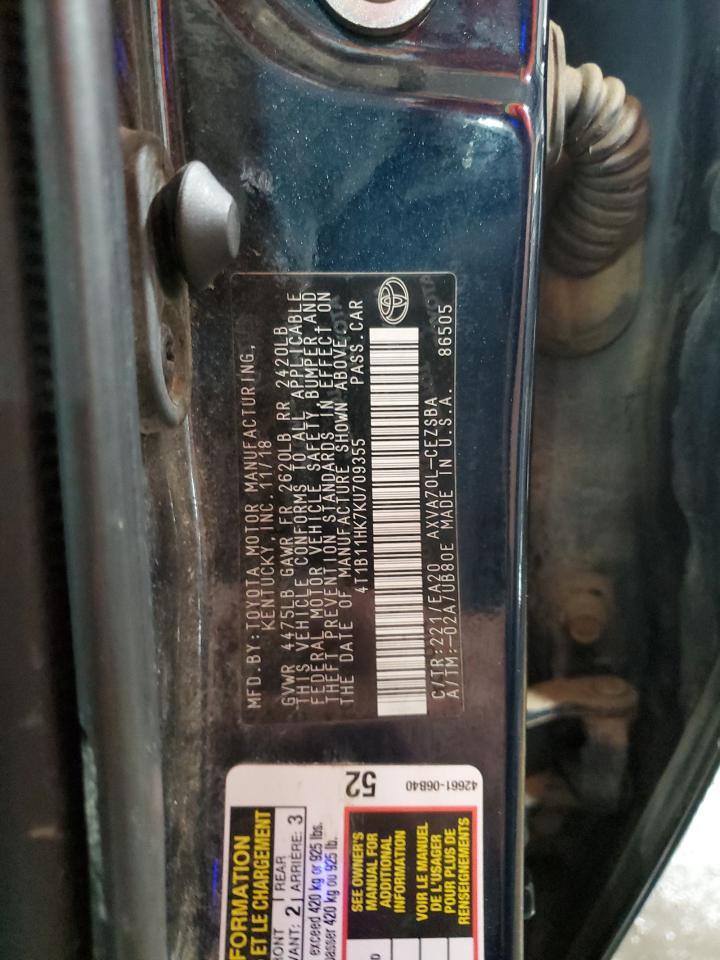 MFD. BY: TOYOTA MOTOR MANUFACTURING,
KENTUCKY, INC. 11/18
GVWR 4475LB GAWR FR 2620LB RR 2420LB
THIS VEHICLE CONFORMS TO ALL APPLICABLE
FEDERAL MOTOR VEHICLE SAFETY, BUMPER AND
THEFT PREVENTION STANDARDS IN EFFECT ON
THE DATE OF MANUFACTURE SHOWN ABOVE.
4T1B11HK7KU709355 PASS. CAR
C/TR: 221/EA20 AXVA70L-CEZSBA
A/TM: -02A/UB80E MADE IN U.S.A. 86505
FORMATION
ET LE CHARGEMENT
RONT
VANT: 2 REAR
ARRIÈRE: 3
exceed 420 kg or 925 lbs.
passer 420 kg ou 925 lb.
52
SEE OWNER'S
MANUAL FOR
ADDITIONAL
INFORMATION
VOIR LE MANUEL
DE L'USAGER
POUR PLUS DE
RENSEIGNEMENTS
42661-06B40